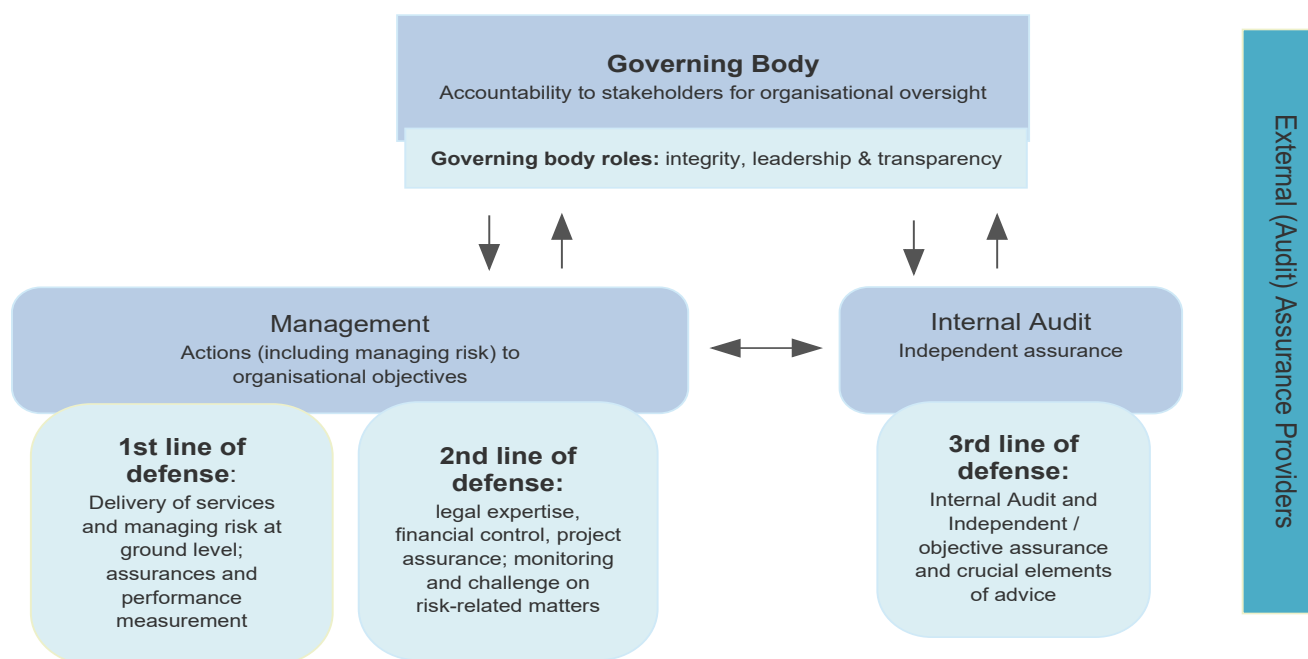 Governing Body
Accountability to stakeholders for organisational oversight
Governing body roles: integrity, leadership & transparency
Management
Actions (including managing risk) to
organisational objectives
Internal Audit
Independent assurance
1st line of
defense:
Delivery of services
and managing risk at
ground level;
assurances and
performance
measurement
2nd line of
defense:
legal expertise,
financial control, project
assurance; monitoring
and challenge on
risk-related matters
3rd line of
defense:
Internal Audit and
Independent /
objective assurance
and crucial elements
of advice
External (Audit) Assurance Providers